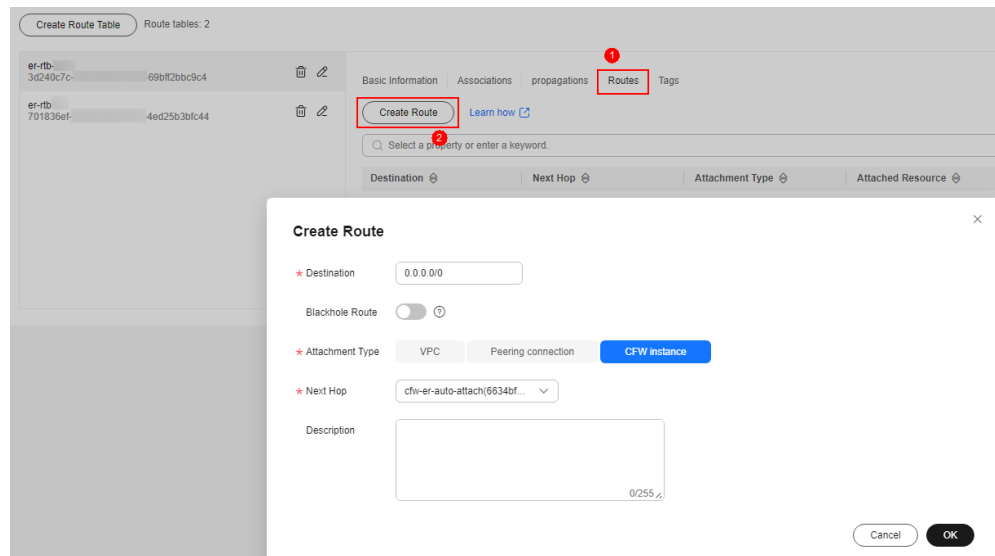 Create Route Table Route tables: 2
er-rtb-
3d240c7c- -69bff2bbc9c4
er-rtb
701836ef- -4ed25b3bfc44
1
Basic Information Associations propagations Routes Tags
Create Route Learn how
2
Select a property or enter a keyword.
Destination Next Hop Attachment Type Attached Resource
Create Route
* Destination 0.0.0.0/0
Blackhole Route
* Attachment Type VPC Peering connection CFW instance
* Next Hop cfw-er-auto-attach(6634bf...
Description
0/255
Cancel OK